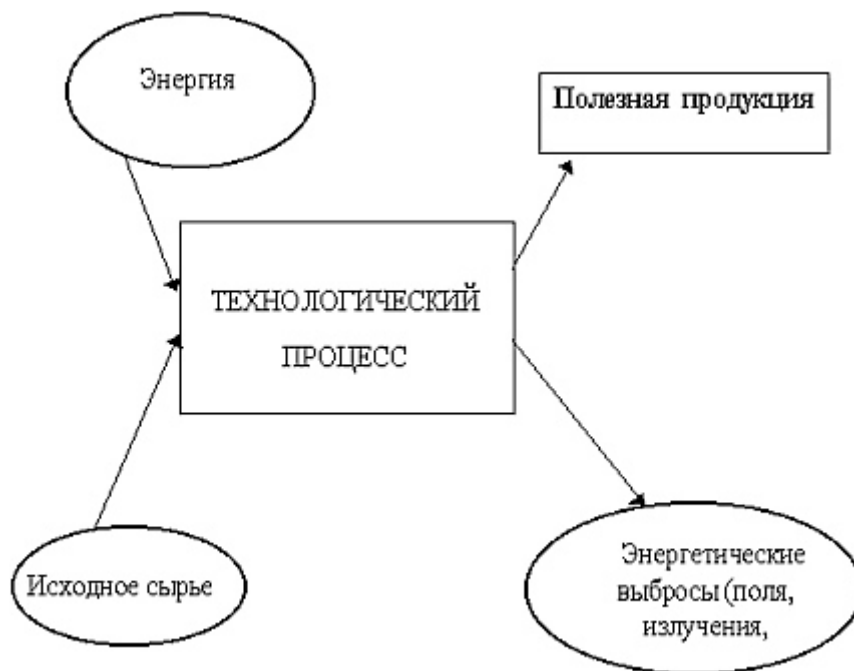 Энергия
Полезная продукция
ТЕХНОЛОГИЧЕСКИЙ
ПРОЦЕСС
Исходное сырье
Энергетические
выбросы (поля,
излучения,